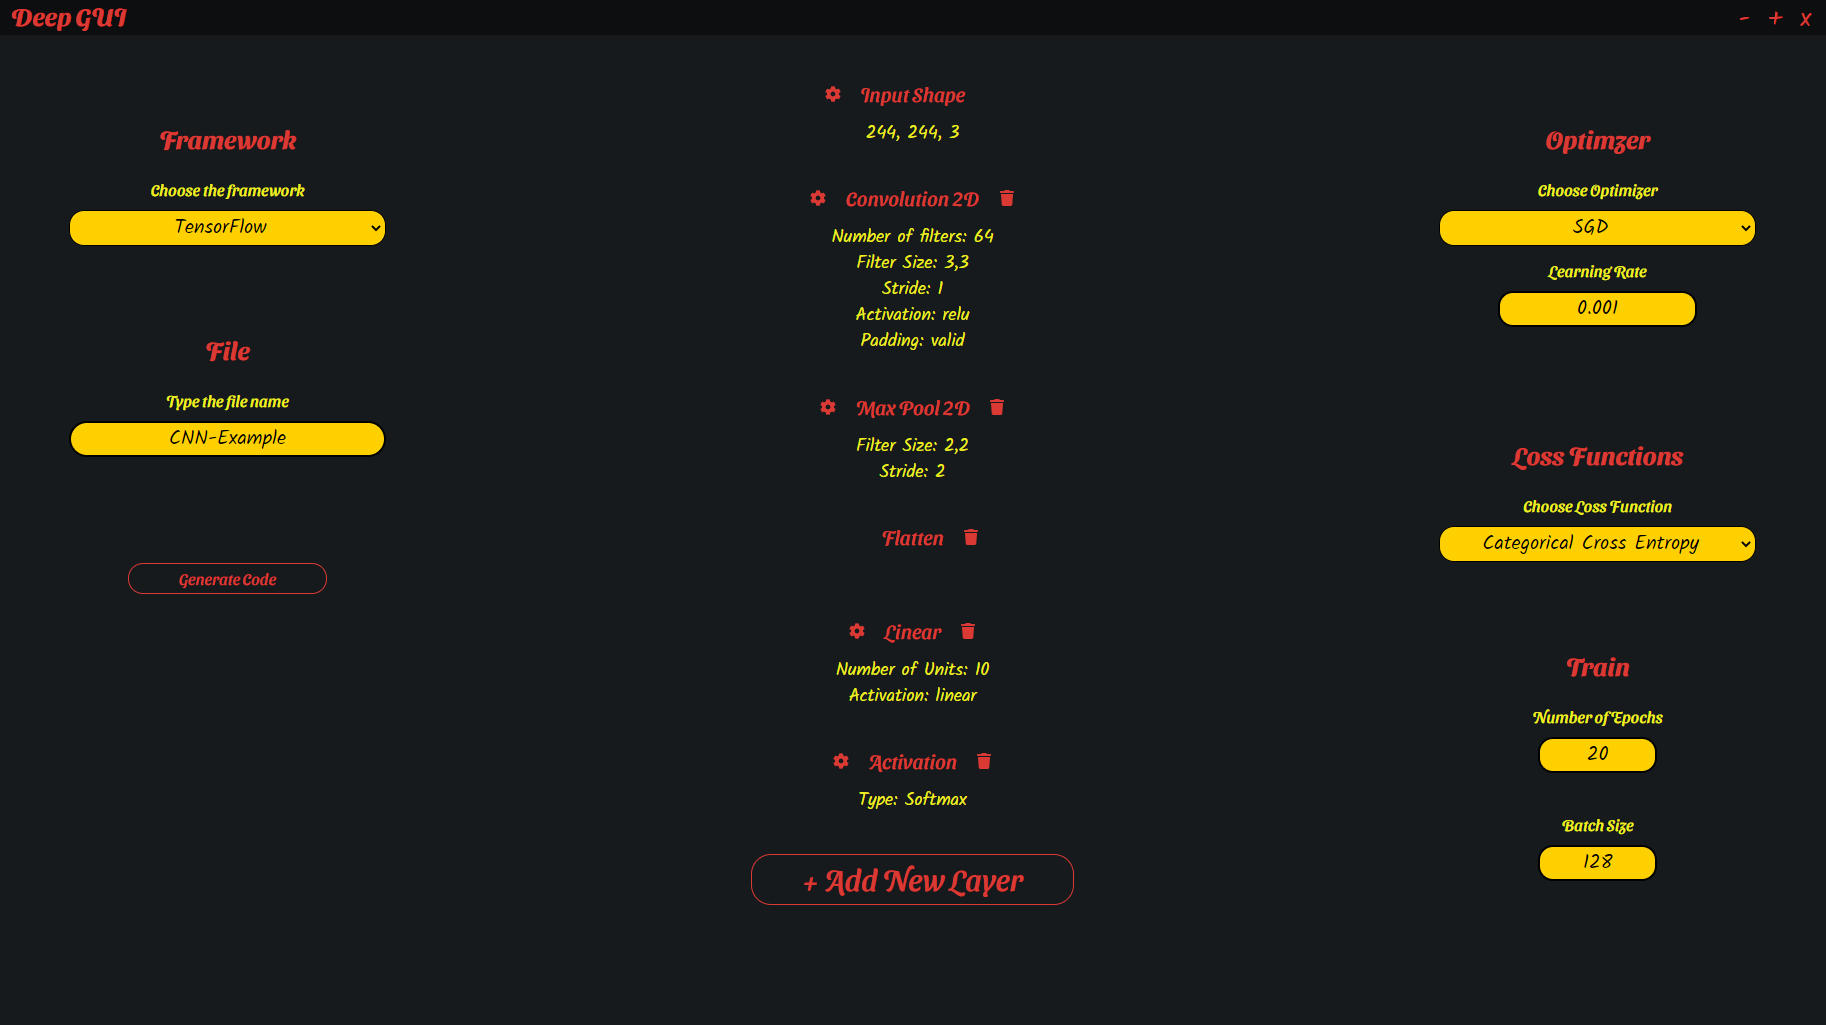 Deep GUI
- + x
Framework
Choose the framework
TensorFlow
File
Type the file name
CNN-Example
Generate Code
Input Shape
244, 244, 3
Convolution 2D
Number of filters: 64
Filter Size: 3,3
Stride: 1
Activation: relu
Padding: valid
Max Pool 2D
Filter Size: 2,2
Stride: 2
Flatten
Linear
Number of Units: 10
Activation: linear
Activation
Type: Softmax
+ Add New Layer
Optimzer
Choose Optimizer
SGD
Learning Rate
0.001
Loss Functions
Choose Loss Function
Categorical Cross Entropy
Train
Number of Epochs
20
Batch Size
128